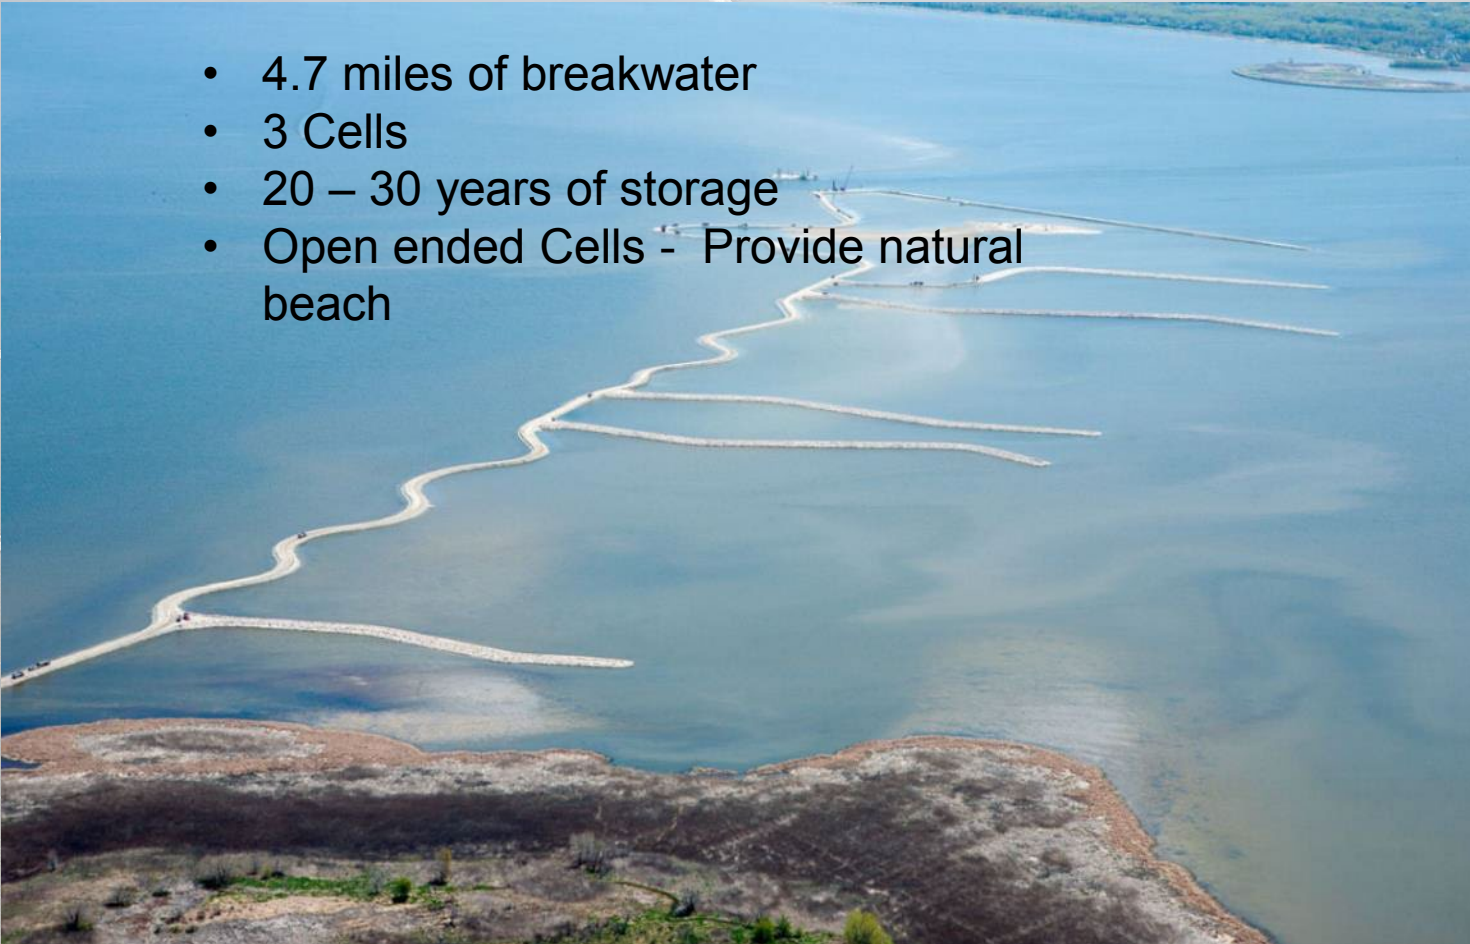 • 4.7 miles of breakwater
• 3 Cells
• 20 – 30 years of storage
• Open ended Cells - Provide natural
beach